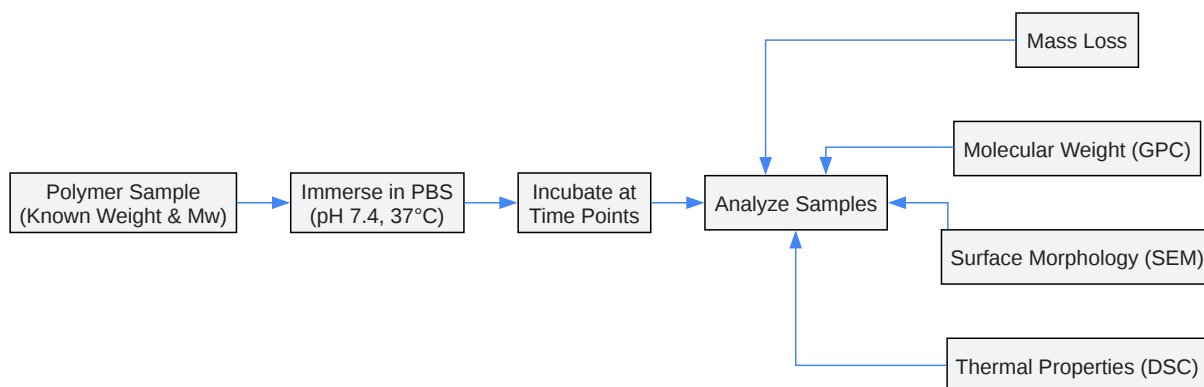 Polymer Sample
(Known Weight & Mw)
Immerse in PBS
(pH 7.4, 37°C)
Incubate at
Time Points
Analyze Samples
Mass Loss
Molecular Weight (GPC)
Surface Morphology (SEM)
Thermal Properties (DSC)